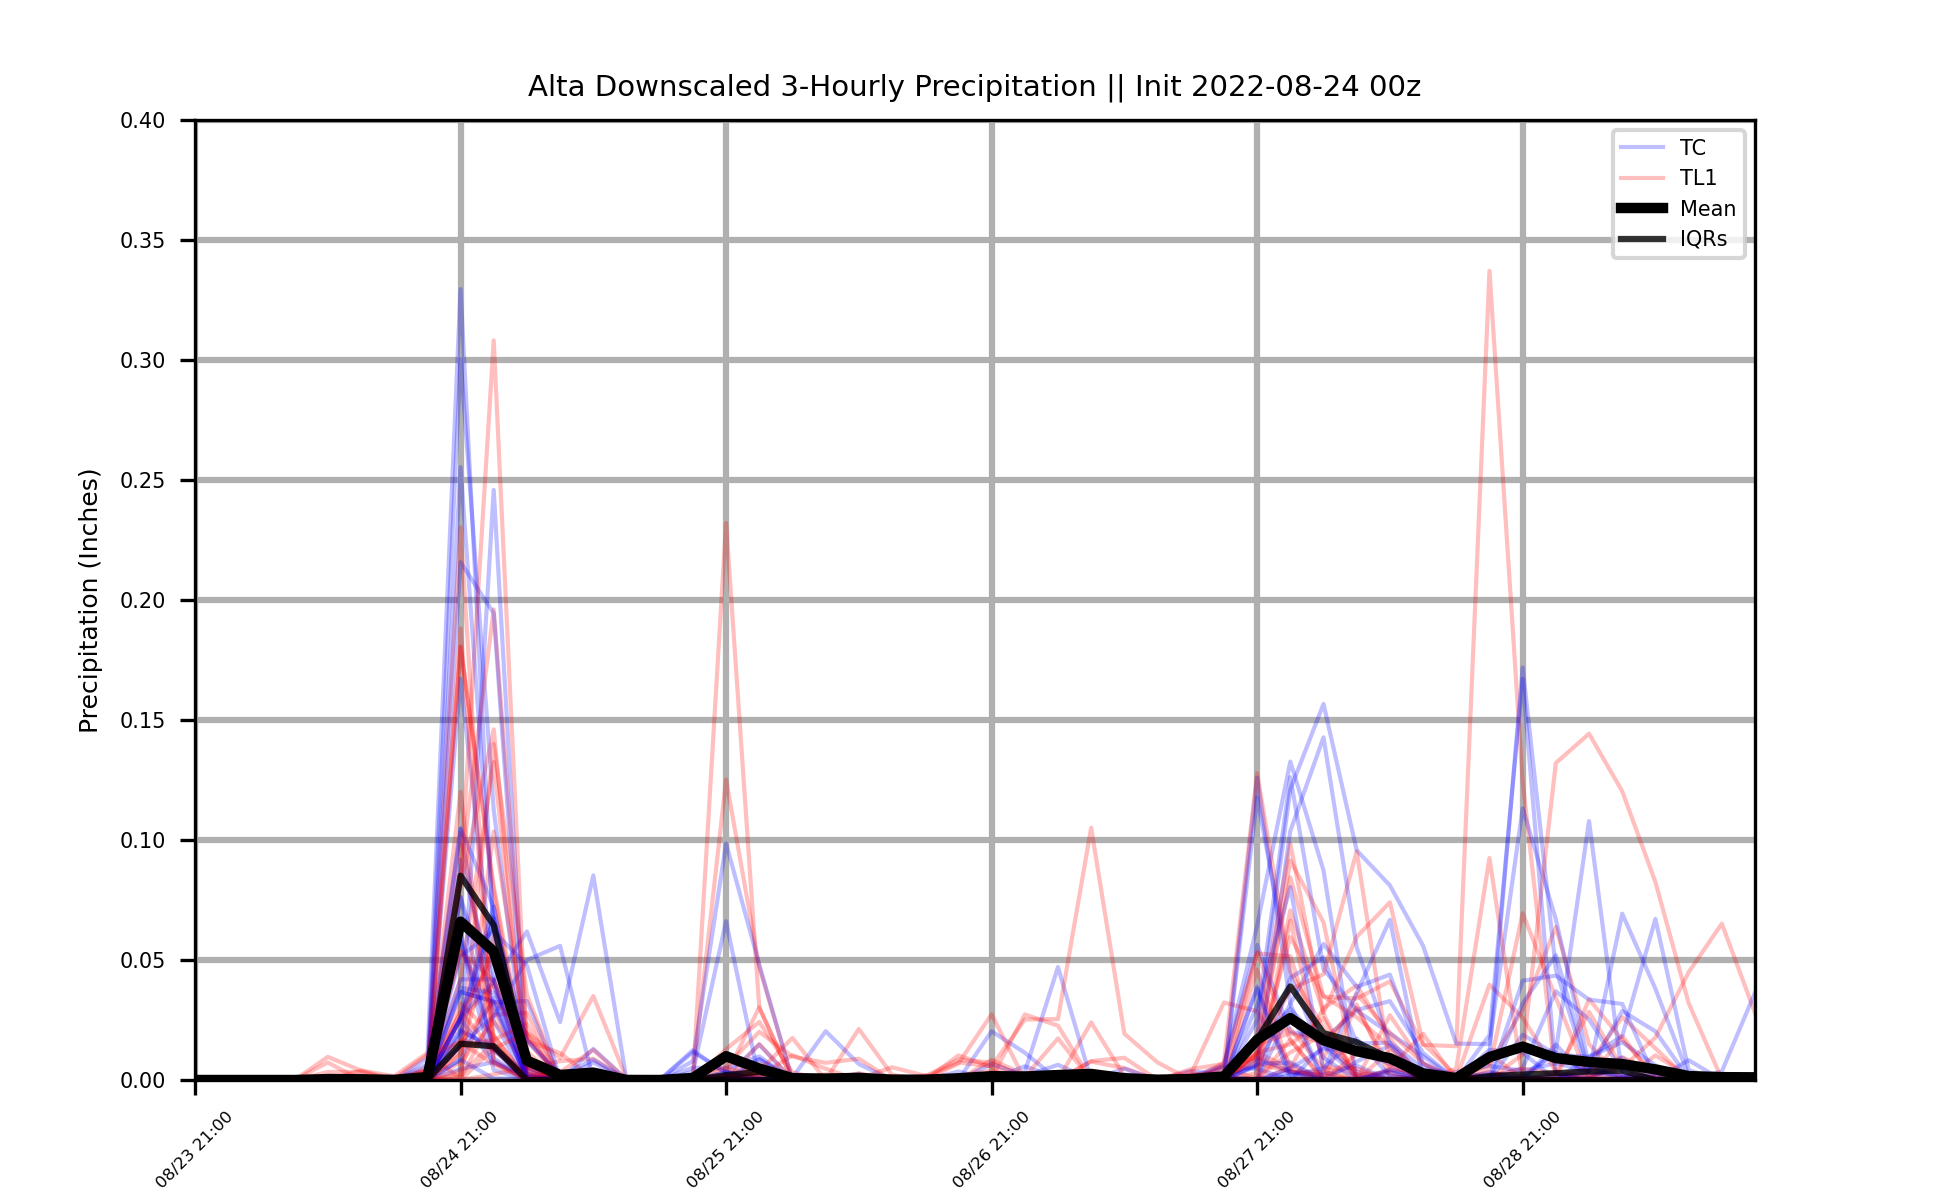 Alta Downscaled 3-Hourly Precipitation || Init 2022-08-24 00z
TC
TL1
Mean
IQRs
Precipitation (Inches)
0.40
0.35
0.30
0.25
0.20
0.15
0.10
0.05
0.00
08/23 21:00
08/24 21:00
08/25 21:00
08/26 21:00
08/27 21:00
08/28 21:00